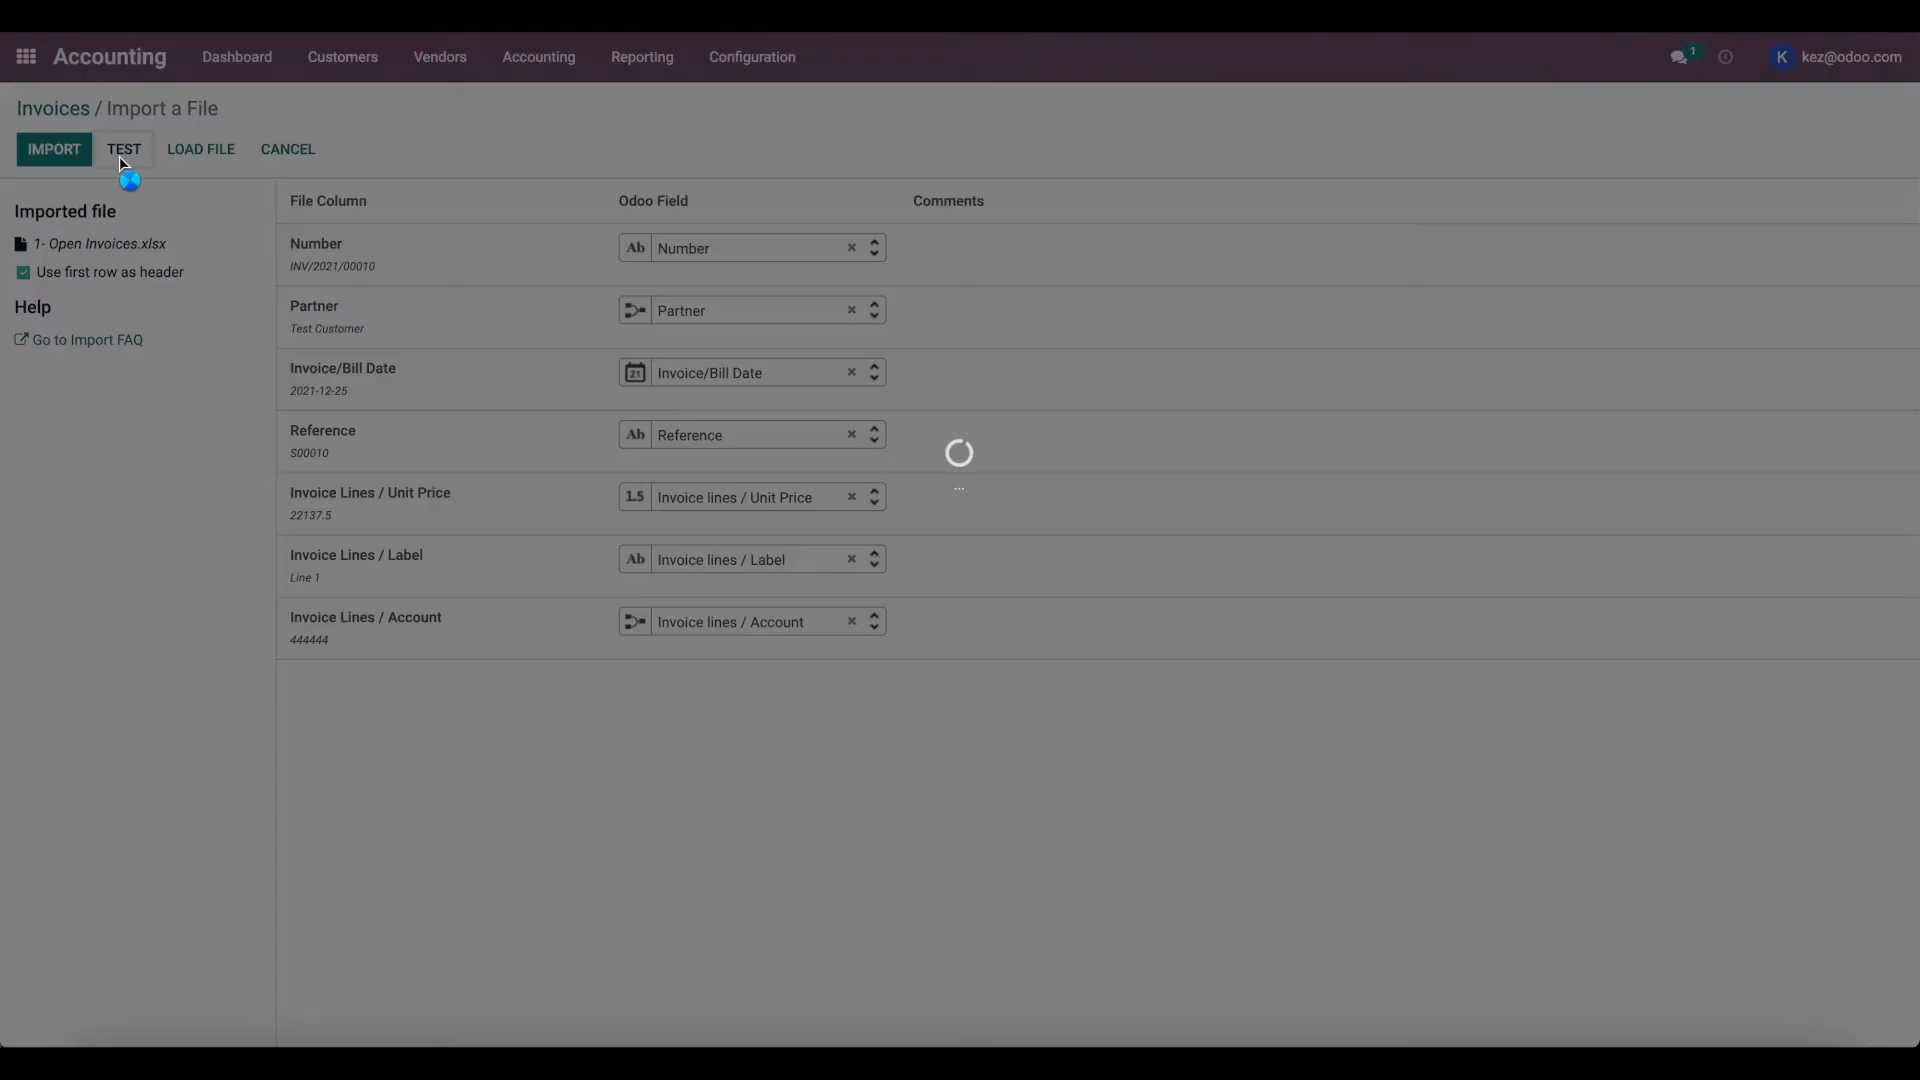 Accounting Dashboard Customers Vendors Accounting Reporting Configuration 1 K kez@odoo.com
Invoices / Import a File
IMPORT TEST LOAD FILE CANCEL
Imported file
1- Open Invoices.xlsx
Use first row as header
Help
Go to Import FAQ
File Column Odoo Field Comments
Number Ab Number
INV/2021/00010
Partner Partner
Test Customer
Invoice/Bill Date 21 Invoice/Bill Date
2021-12-25
Reference Ab Reference
S00010
Invoice Lines / Unit Price 1.5 Invoice lines / Unit Price
22137.5
...
Invoice Lines / Label Ab Invoice lines / Label
Line 1
Invoice Lines / Account Invoice lines / Account
444444